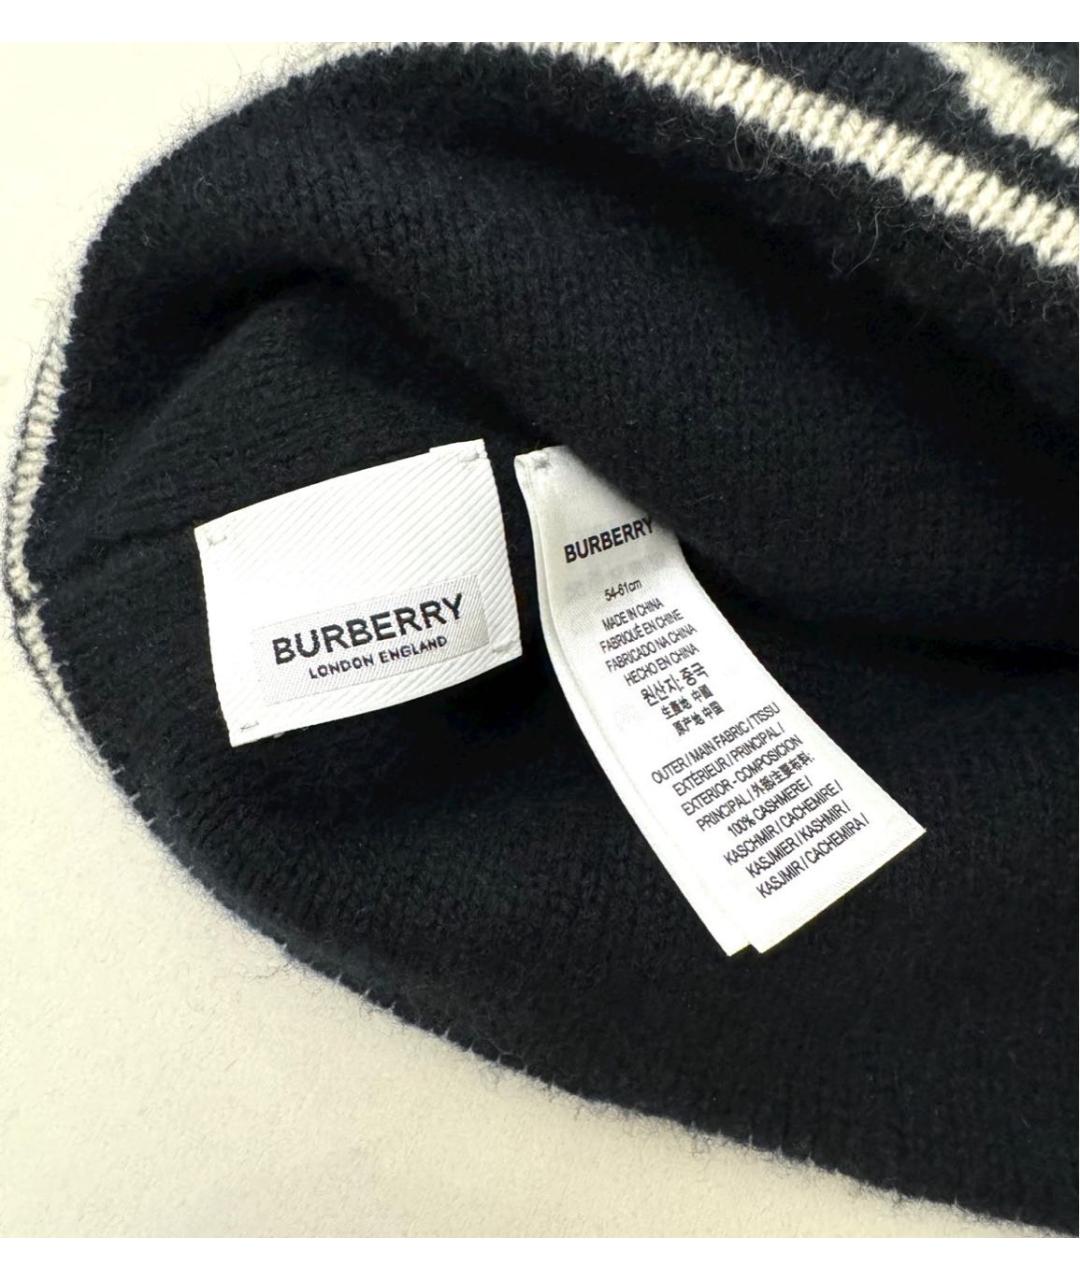 BURBERRY
LONDON ENGLAND
BURBERRY
54-61cm
MADE IN CHINA
FABRIQUÉ EN CHINE
FABRICADO NA CHINA
HECHO EN CHINA
원산지: 중국
生產地 中國
原产地 中国
OUTER / MAIN FABRIC / TISSU
EXTÉRIEUR / PRINCIPAL /
EXTERIOR - COMPOSICION
PRINCIPAL / 外部/主要布料:
100% CASHMERE /
KASCHMIR / CACHEMIRE /
KASJMIER / KASHMIR /
KASJMIR / CACHEMIRA /